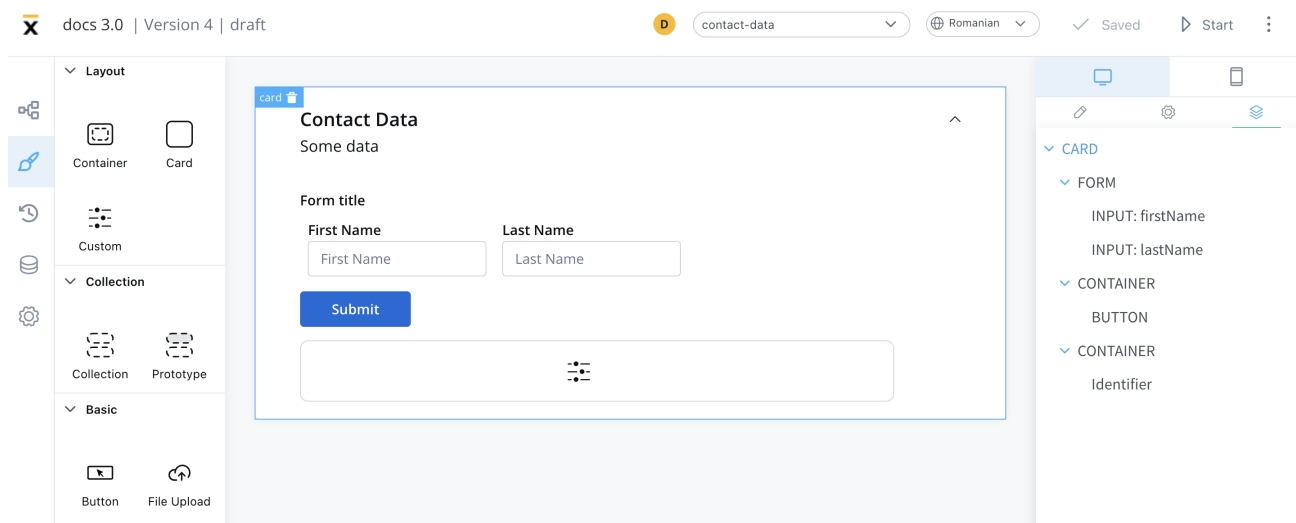 docs 3.0 | Version 4 | draft
D
contact-data
Romanian
Saved
Start
Layout
Container
Card
Custom
Collection
Collection
Prototype
Basic
Button
File Upload
card
Contact Data
Some data
Form title
First Name
Last Name
First Name
Last Name
Submit
CARD
FORM
INPUT: firstName
INPUT: lastName
CONTAINER
BUTTON
CONTAINER
Identifier